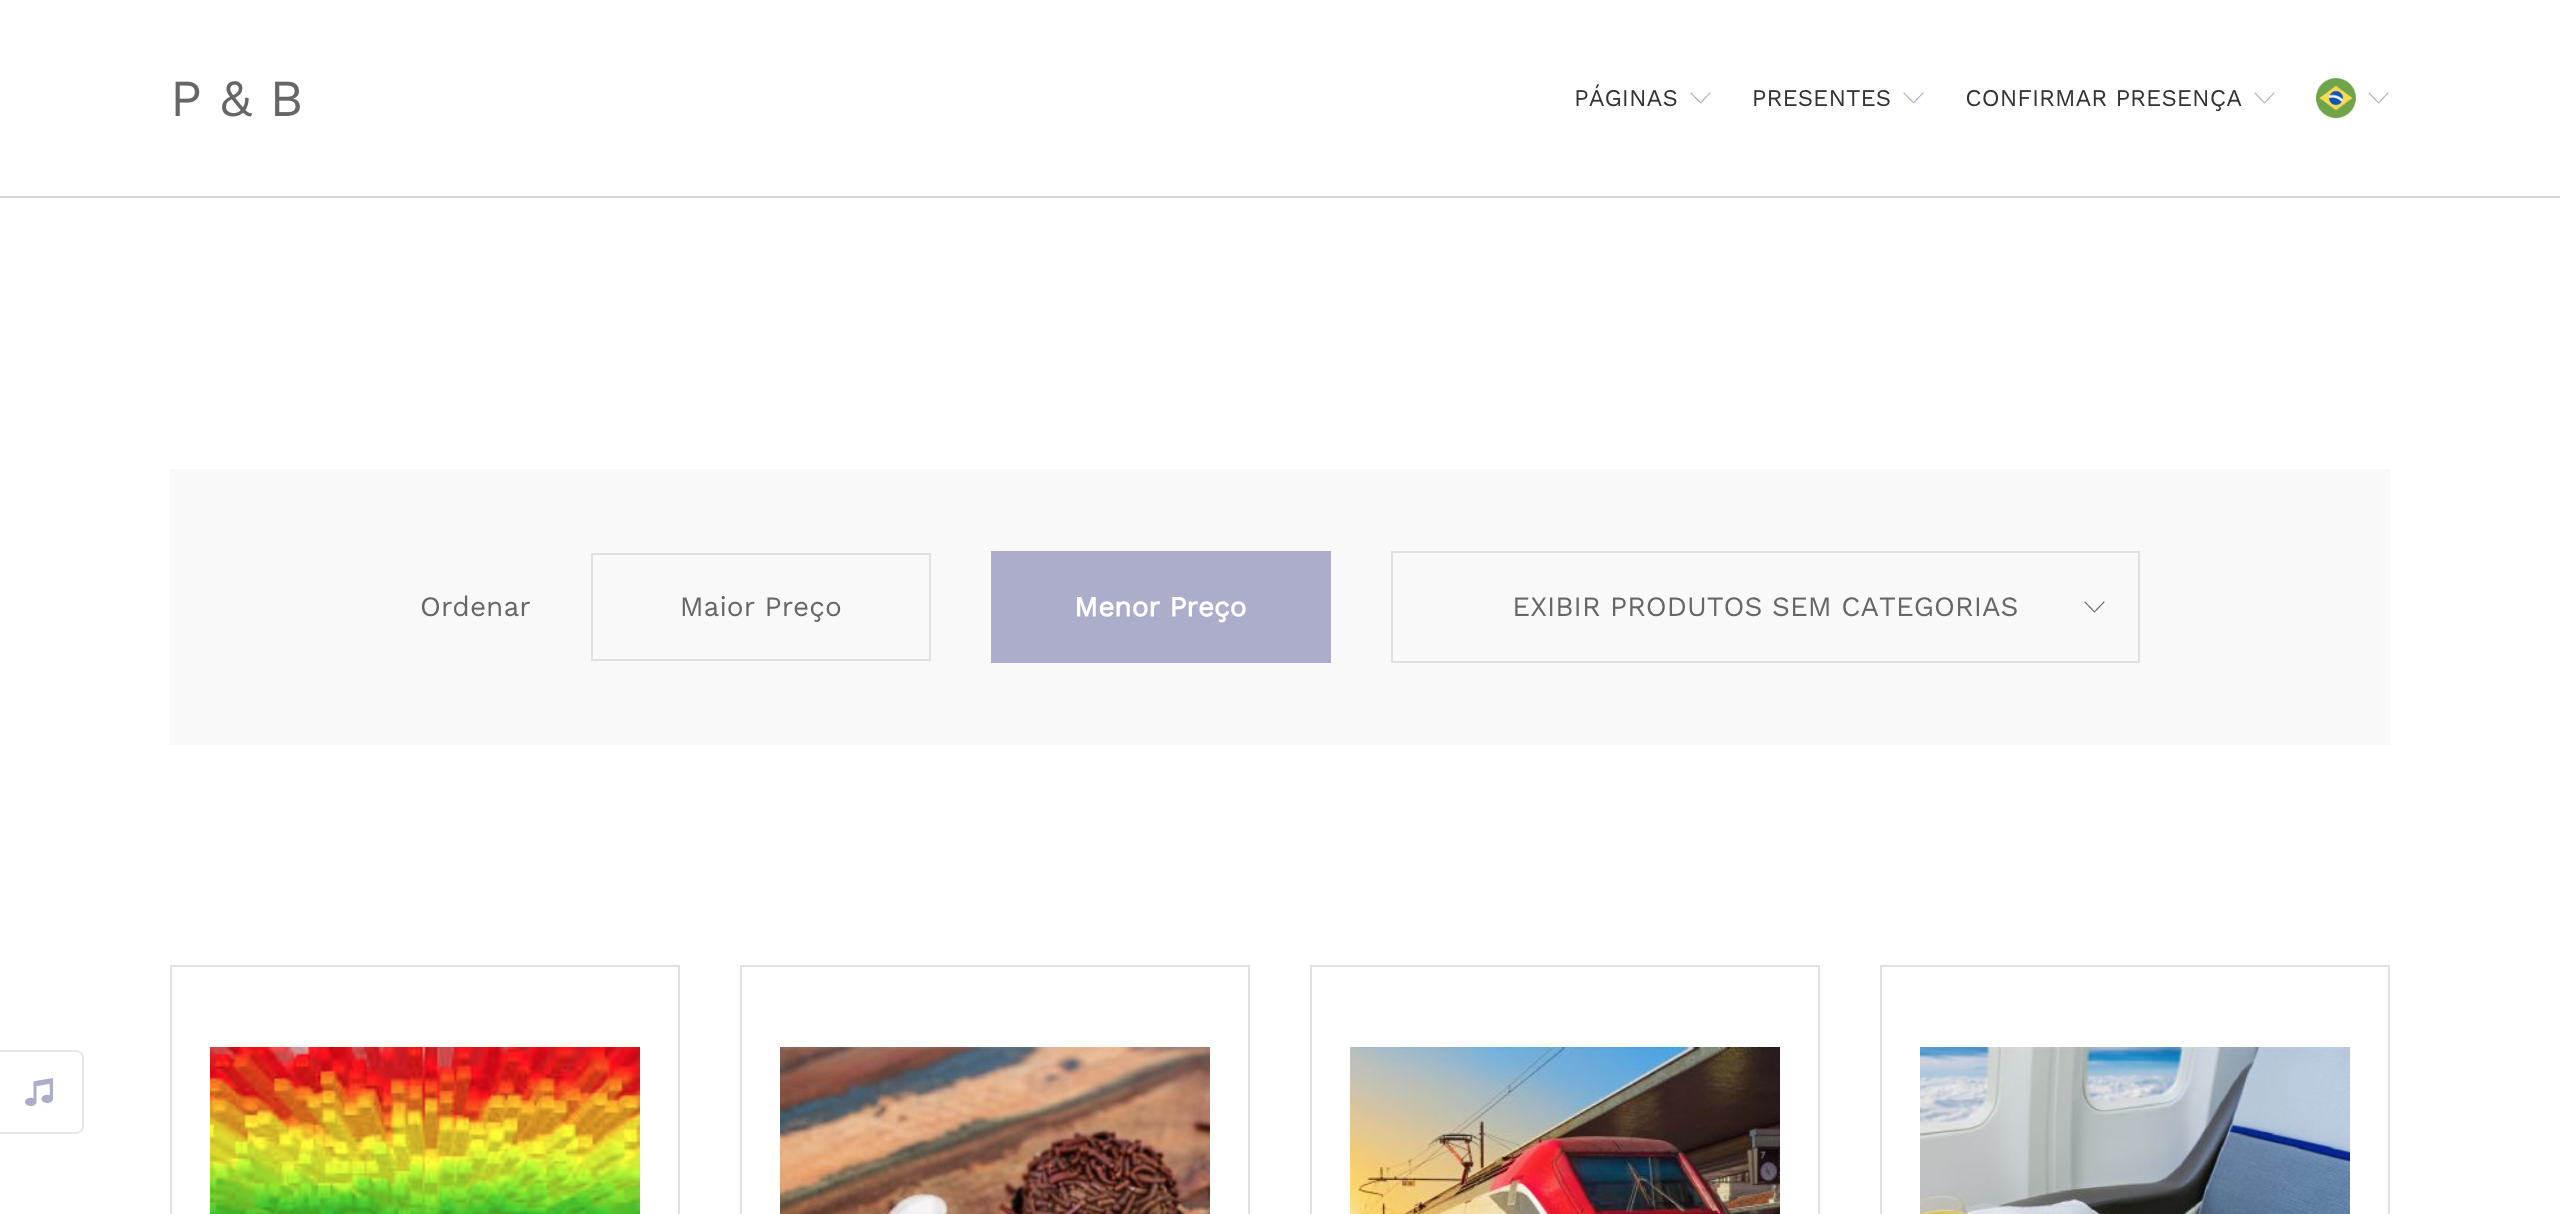 P & B
PÁGINAS
PRESENTES
CONFIRMAR PRESENÇA
Ordenar
Maior Preço
Menor Preço
EXIBIR PRODUTOS SEM CATEGORIAS